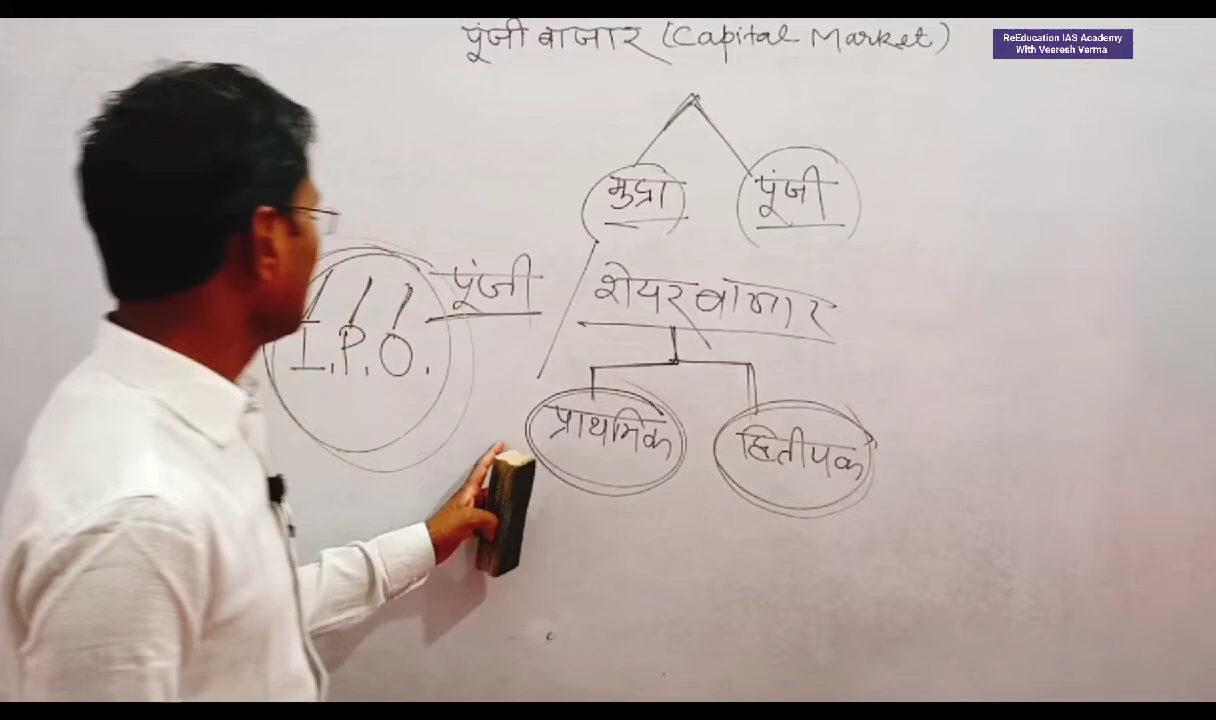 पूंजी बाजार (Capital Market)
ReEducation IAS Academy
With Veeresh Verma
मुद्रा
पूंजी
पूंजी
शेयर बाजार
I.P.O.
प्राथमिक
द्वितीयक